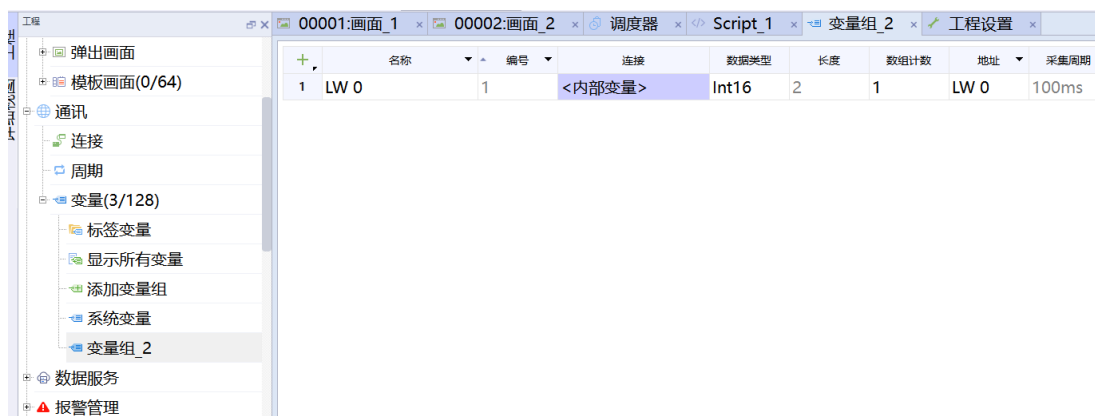 工程
00001:画面_1 × 00002:画面_2 × 调度器 × Script_1 × 变量组_2 × 工程设置 ×
弹出画面
模板画面(0/64)
通讯
连接
周期
变量(3/128)
标签变量
显示所有变量
添加变量组
系统变量
变量组_2
数据服务
报警管理
名称 编号 连接 数据类型 长度 数组计数 地址 采集周期
1 LW 0 1 <内部变量> Int16 2 1 LW 0 100ms